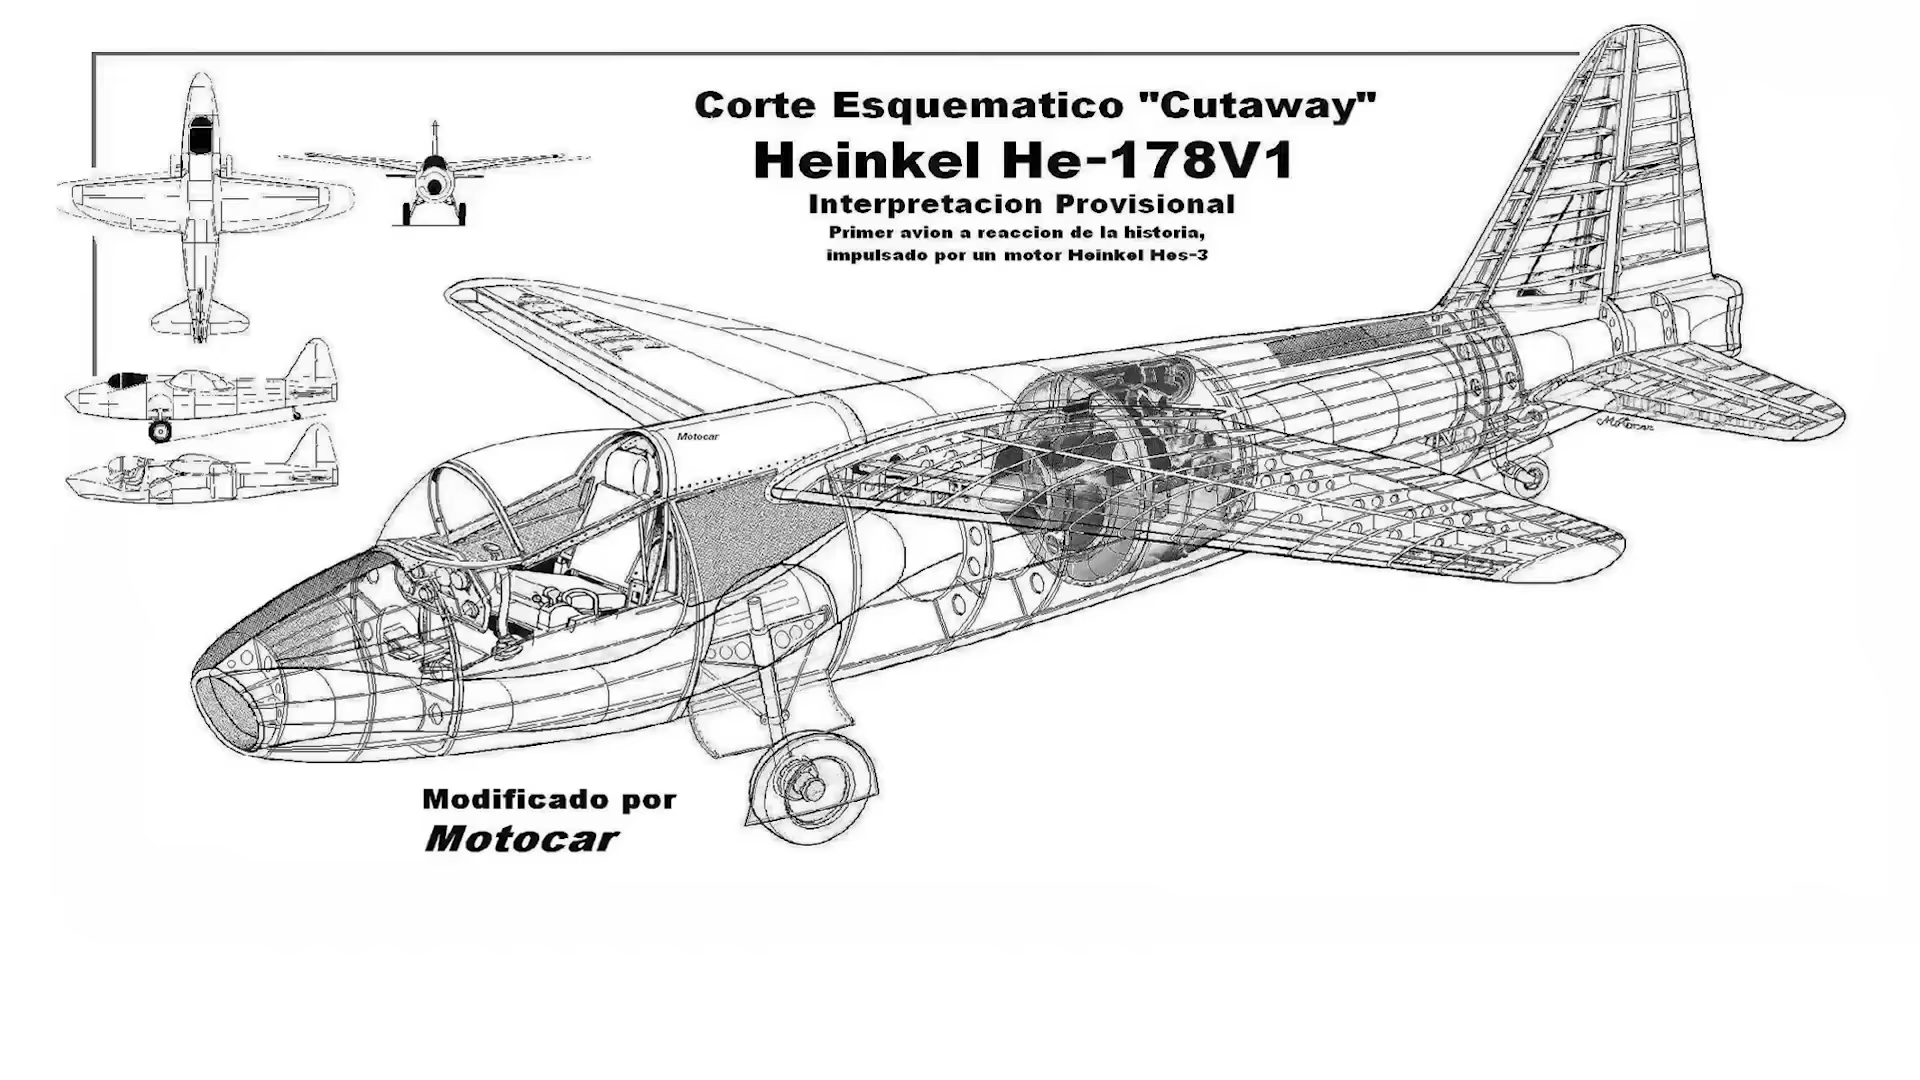 Corte Esquematico "Cutaway"
Heinkel He-178V1
Interpretacion Provisional
Primer avion a reaccion de la historia,
impulsado por un motor Heinkel Hes-3
Motocar
Motocar
Modificado por
Motocar